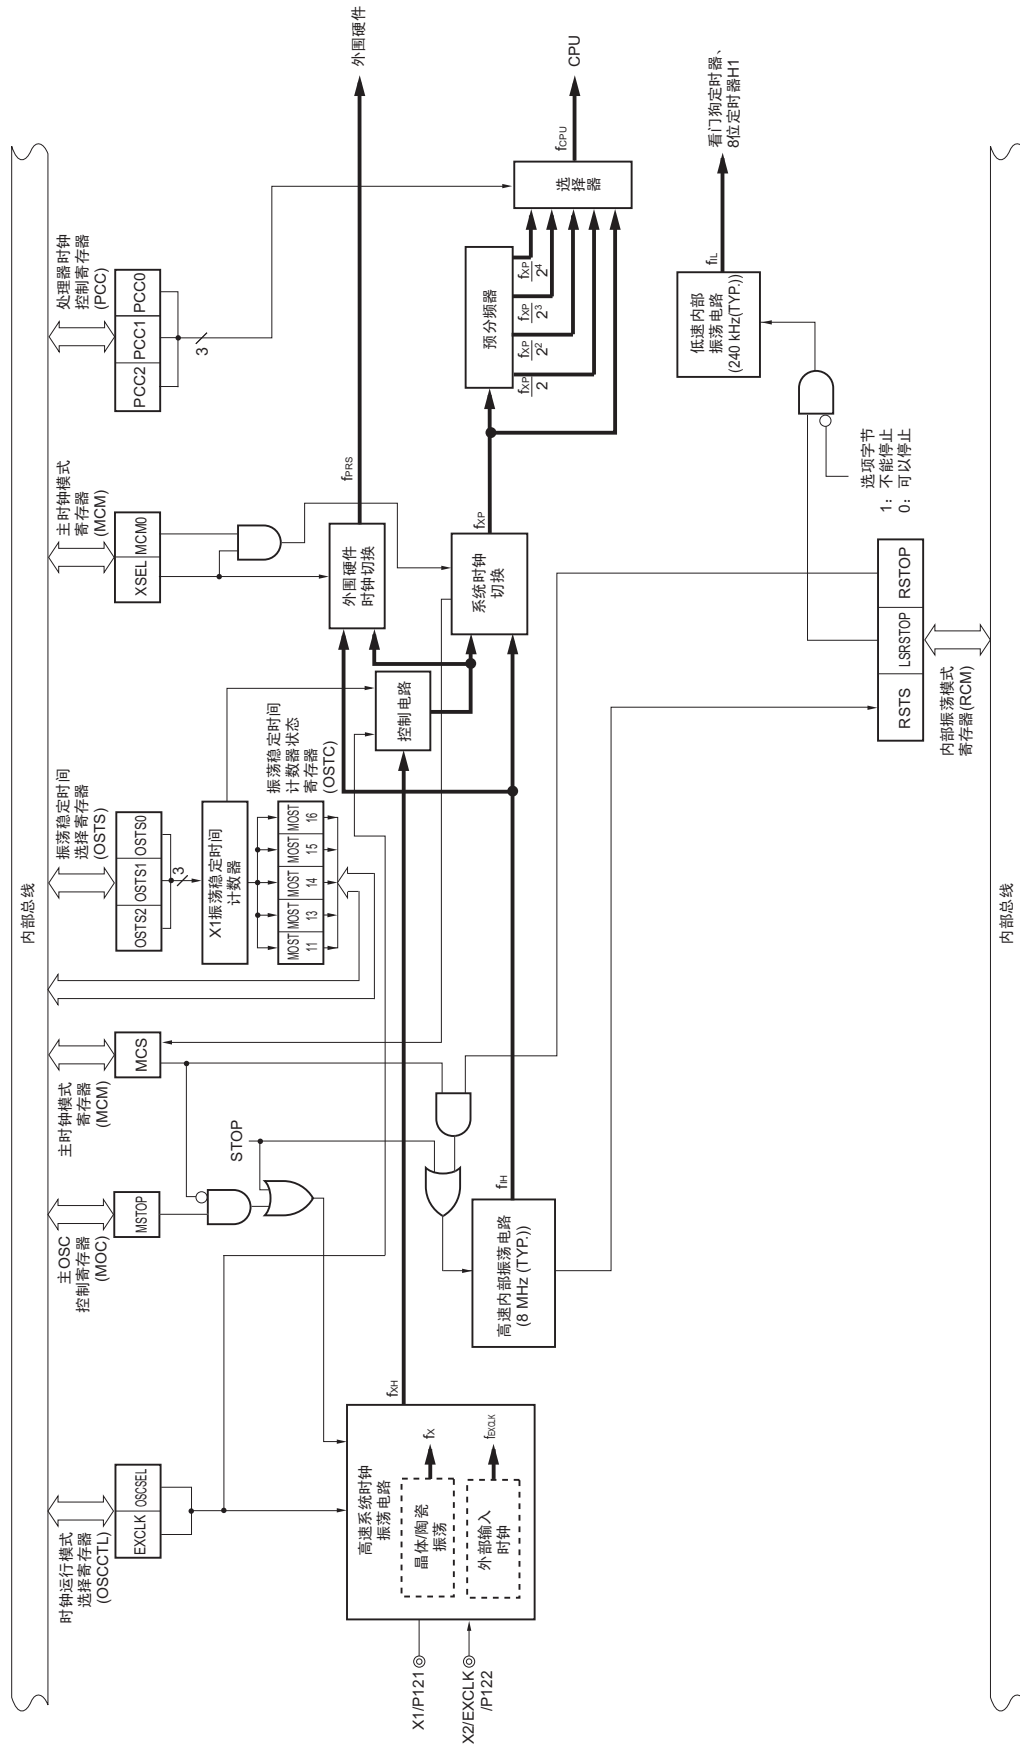 内部总线
时钟运行模式
选择寄存器
(OSCCTL)
EXCLK
OSCSEL
主OSC
控制寄存器
(MOC)
MSTOP
主时钟模式
寄存器
(MCM)
MCS
振荡稳定时间
选择寄存器
(OSTS)
OSTS2
OSTS1
OSTS0
3
主时钟模式
寄存器
(MCM)
XSEL
MCM0
处理器时钟
控制寄存器
(PCC)
PCC2
PCC1
PCC0
3
STOP
X1振荡稳定时间
计数器
振荡稳定时间
计数器状态
寄存器
(OSTC)
MOST
11
MOST
13
MOST
14
MOST
15
MOST
16
X1/P121
X2/EXCLK
/P122
高速系统时钟
振荡电路
晶体/陶瓷
振荡
fX
外部输入
时钟
fEXCLK
fXH
控制电路
外围硬件
时钟切换
fPRS
外围硬件
高速内部振荡电路
(8 MHz (TYP.))
fIH
系统时钟
切换
fXP
预分频器
fXP
2
fXP
2²
fXP
2³
fXP
2⁴
选择器
fCPU
CPU
低速内部
振荡电路
(240 kHz(TYP.))
fIL
看门狗定时器、
8位定时器H1
选项字节
1：不能停止
0：可以停止
RSTS
LSRSTOP
RSTOP
内部振荡模式
寄存器(RCM)
内部总线